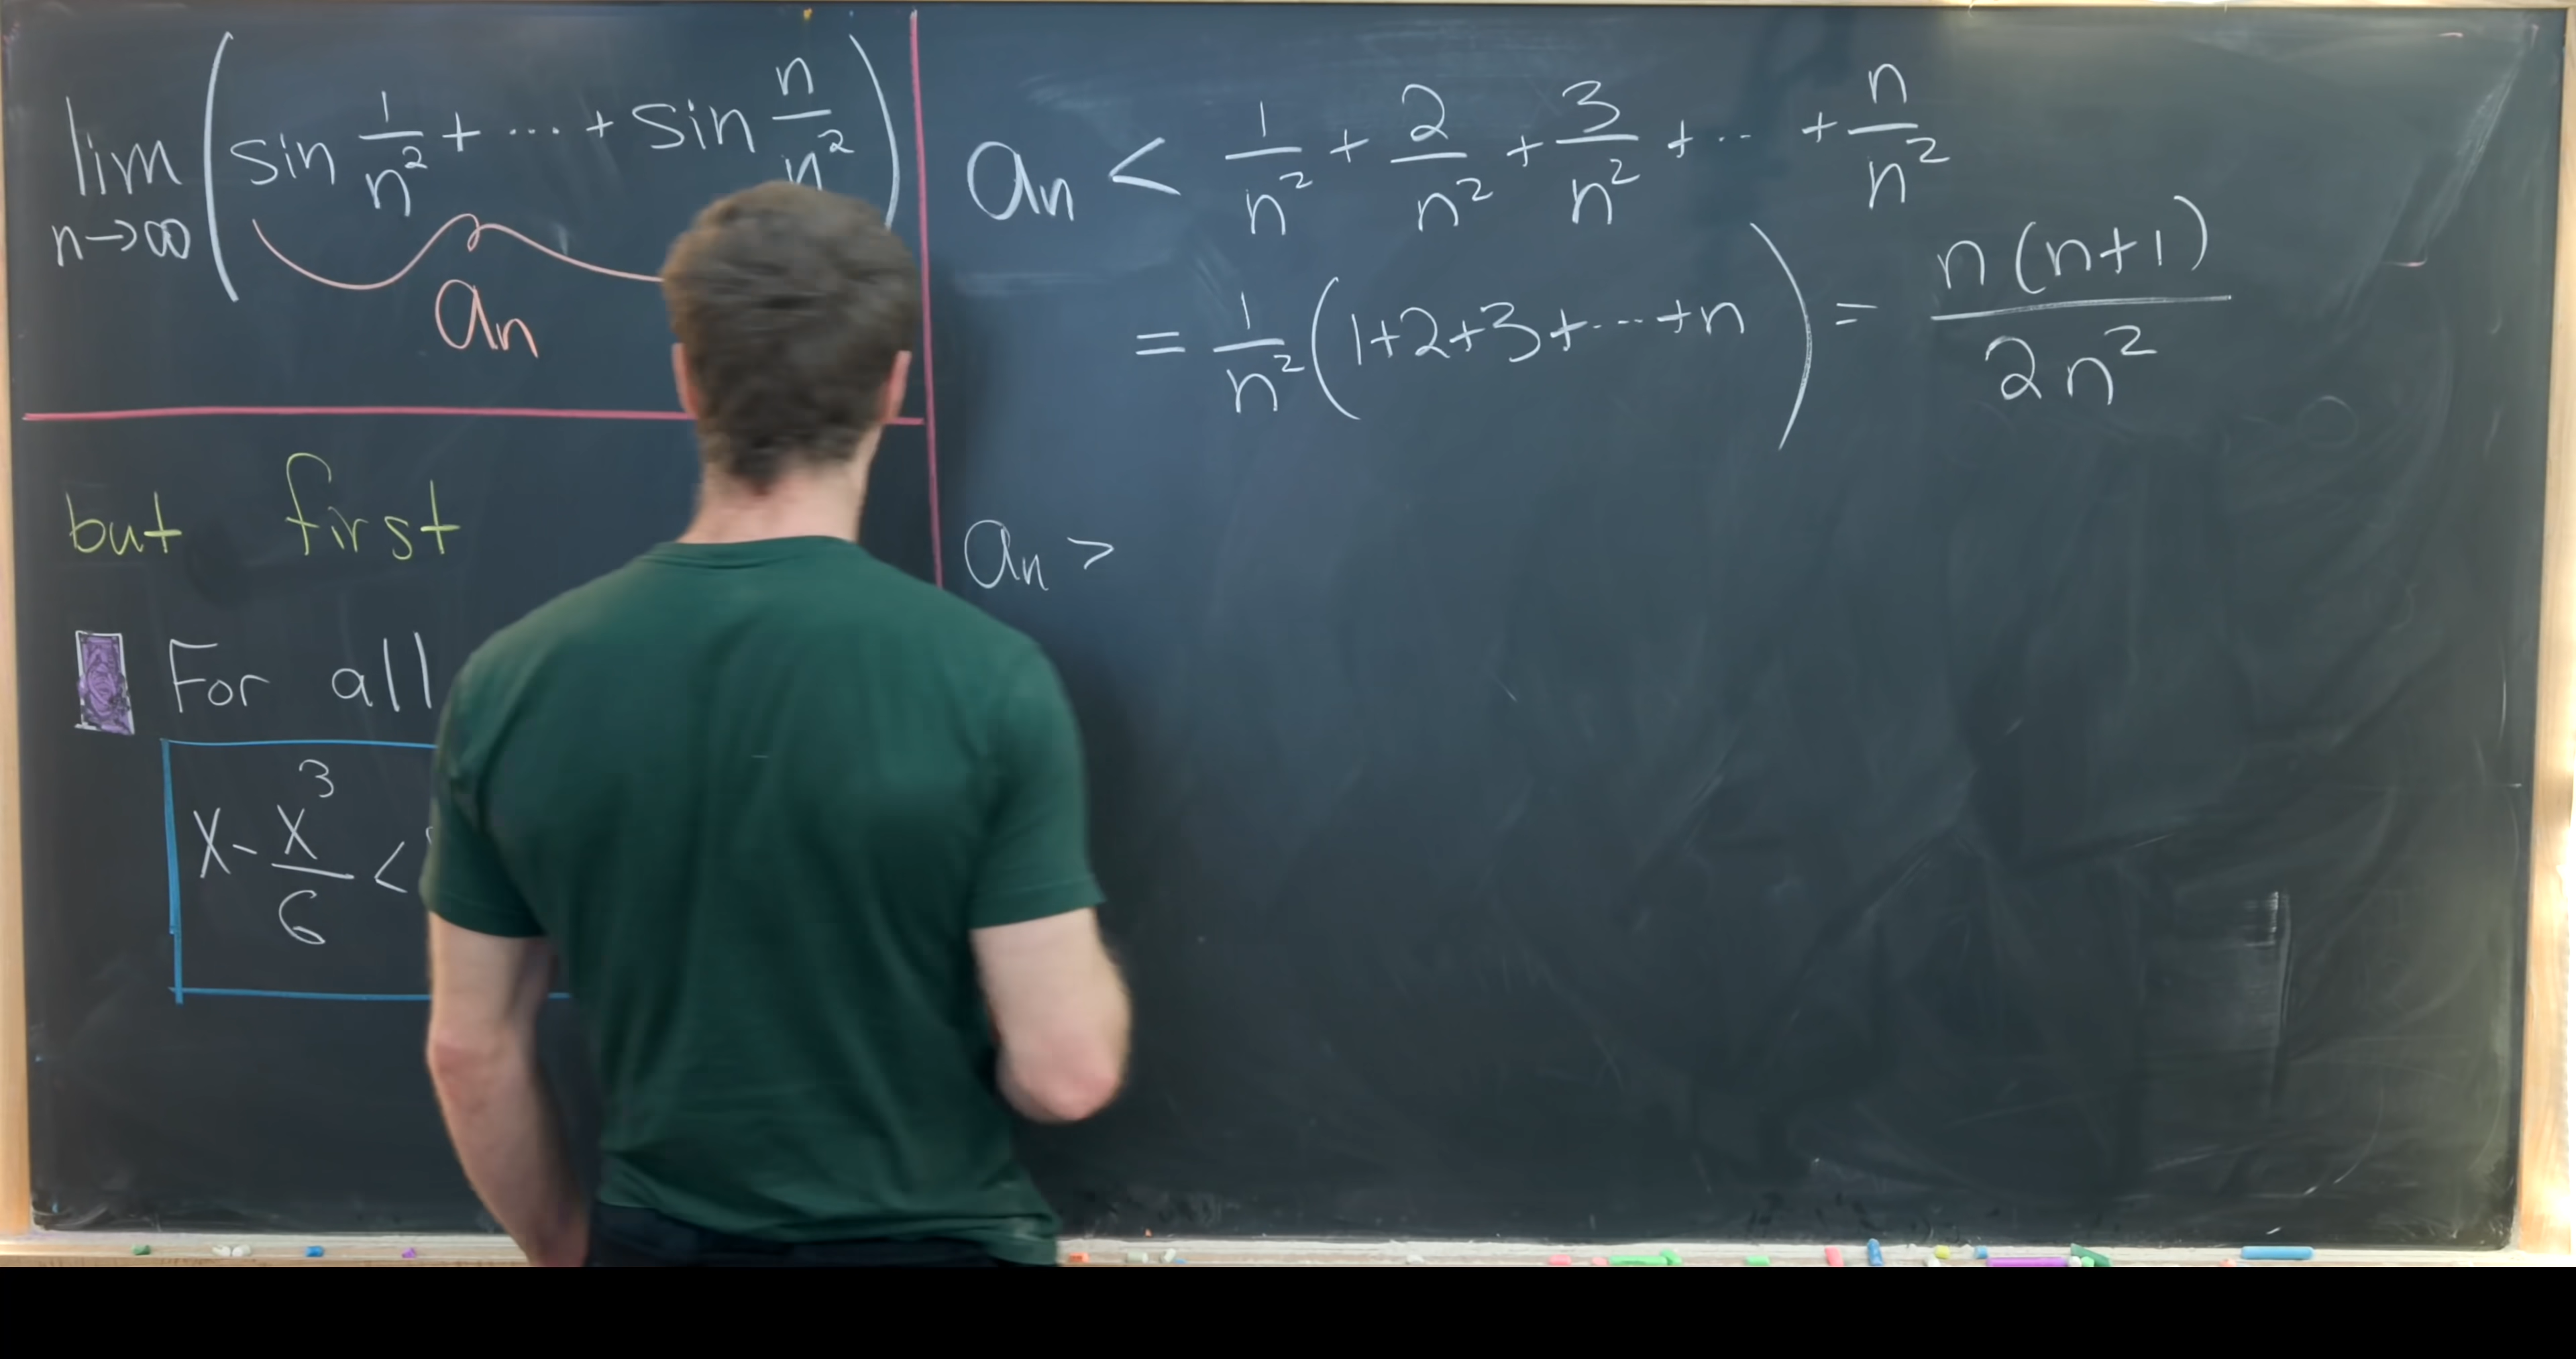 lim n→∞ (sin 1/n² + ··· + sin n/n²)
an
but first
For all
x - x³/6 <
an < 1/n² + 2/n² + 3/n² + ··· + n/n²
= 1/n² (1+2+3+···+n) = n(n+1)/2n²
an >